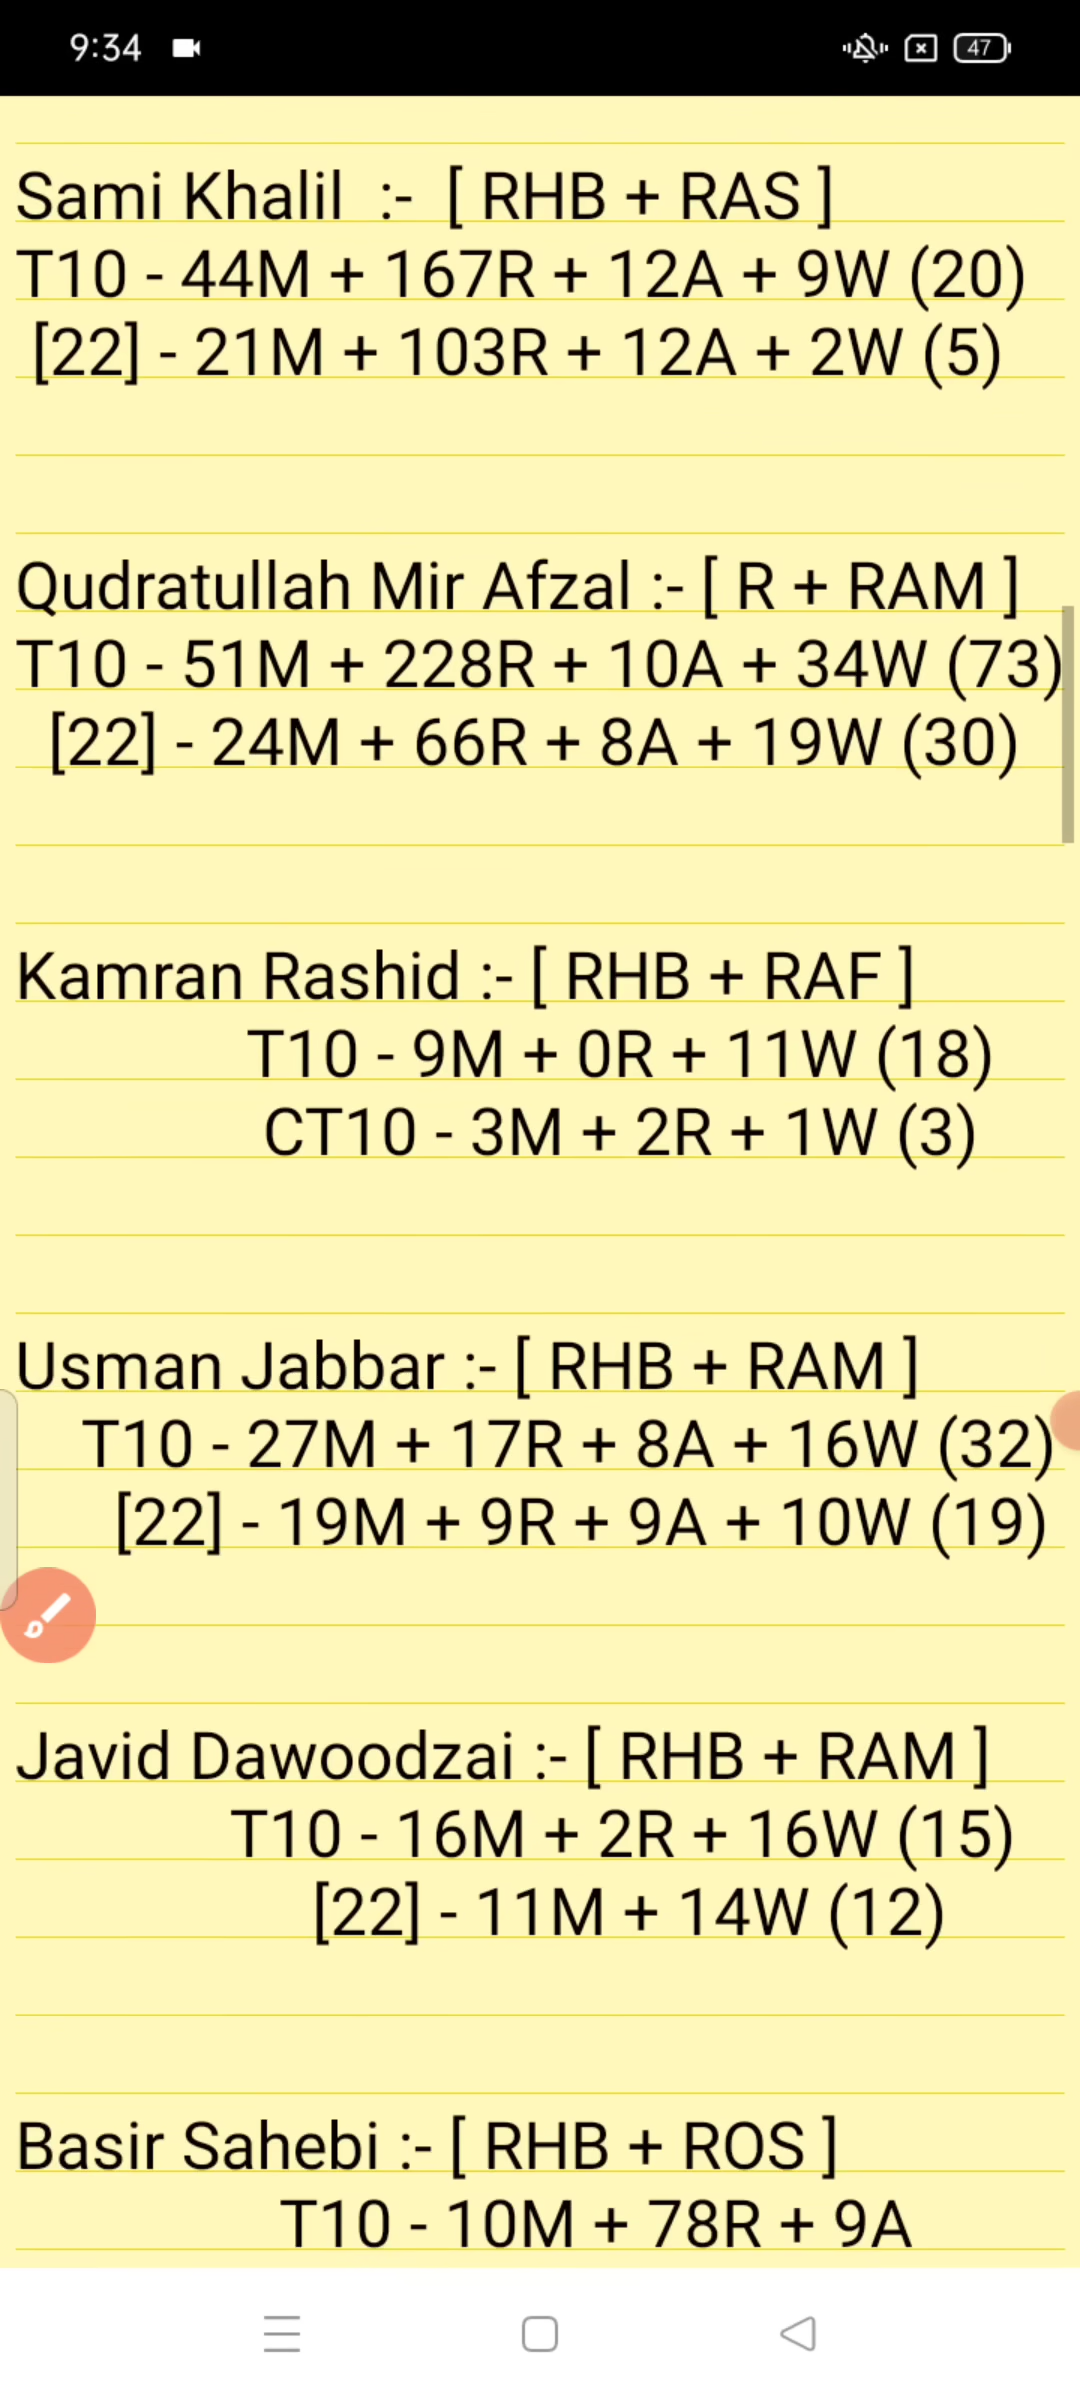 9:34
47
Sami Khalil :- [ RHB + RAS ]
T10 - 44M + 167R + 12A + 9W (20)
[22] - 21M + 103R + 12A + 2W (5)
Qudratullah Mir Afzal :- [ R + RAM ]
T10 - 51M + 228R + 10A + 34W (73)
[22] - 24M + 66R + 8A + 19W (30)
Kamran Rashid :- [ RHB + RAF ]
T10 - 9M + 0R + 11W (18)
CT10 - 3M + 2R + 1W (3)
Usman Jabbar :- [ RHB + RAM ]
T10 - 27M + 17R + 8A + 16W (32)
[22] - 19M + 9R + 9A + 10W (19)
Javid Dawoodzai :- [ RHB + RAM ]
T10 - 16M + 2R + 16W (15)
[22] - 11M + 14W (12)
Basir Sahebi :- [ RHB + ROS ]
T10 - 10M + 78R + 9A